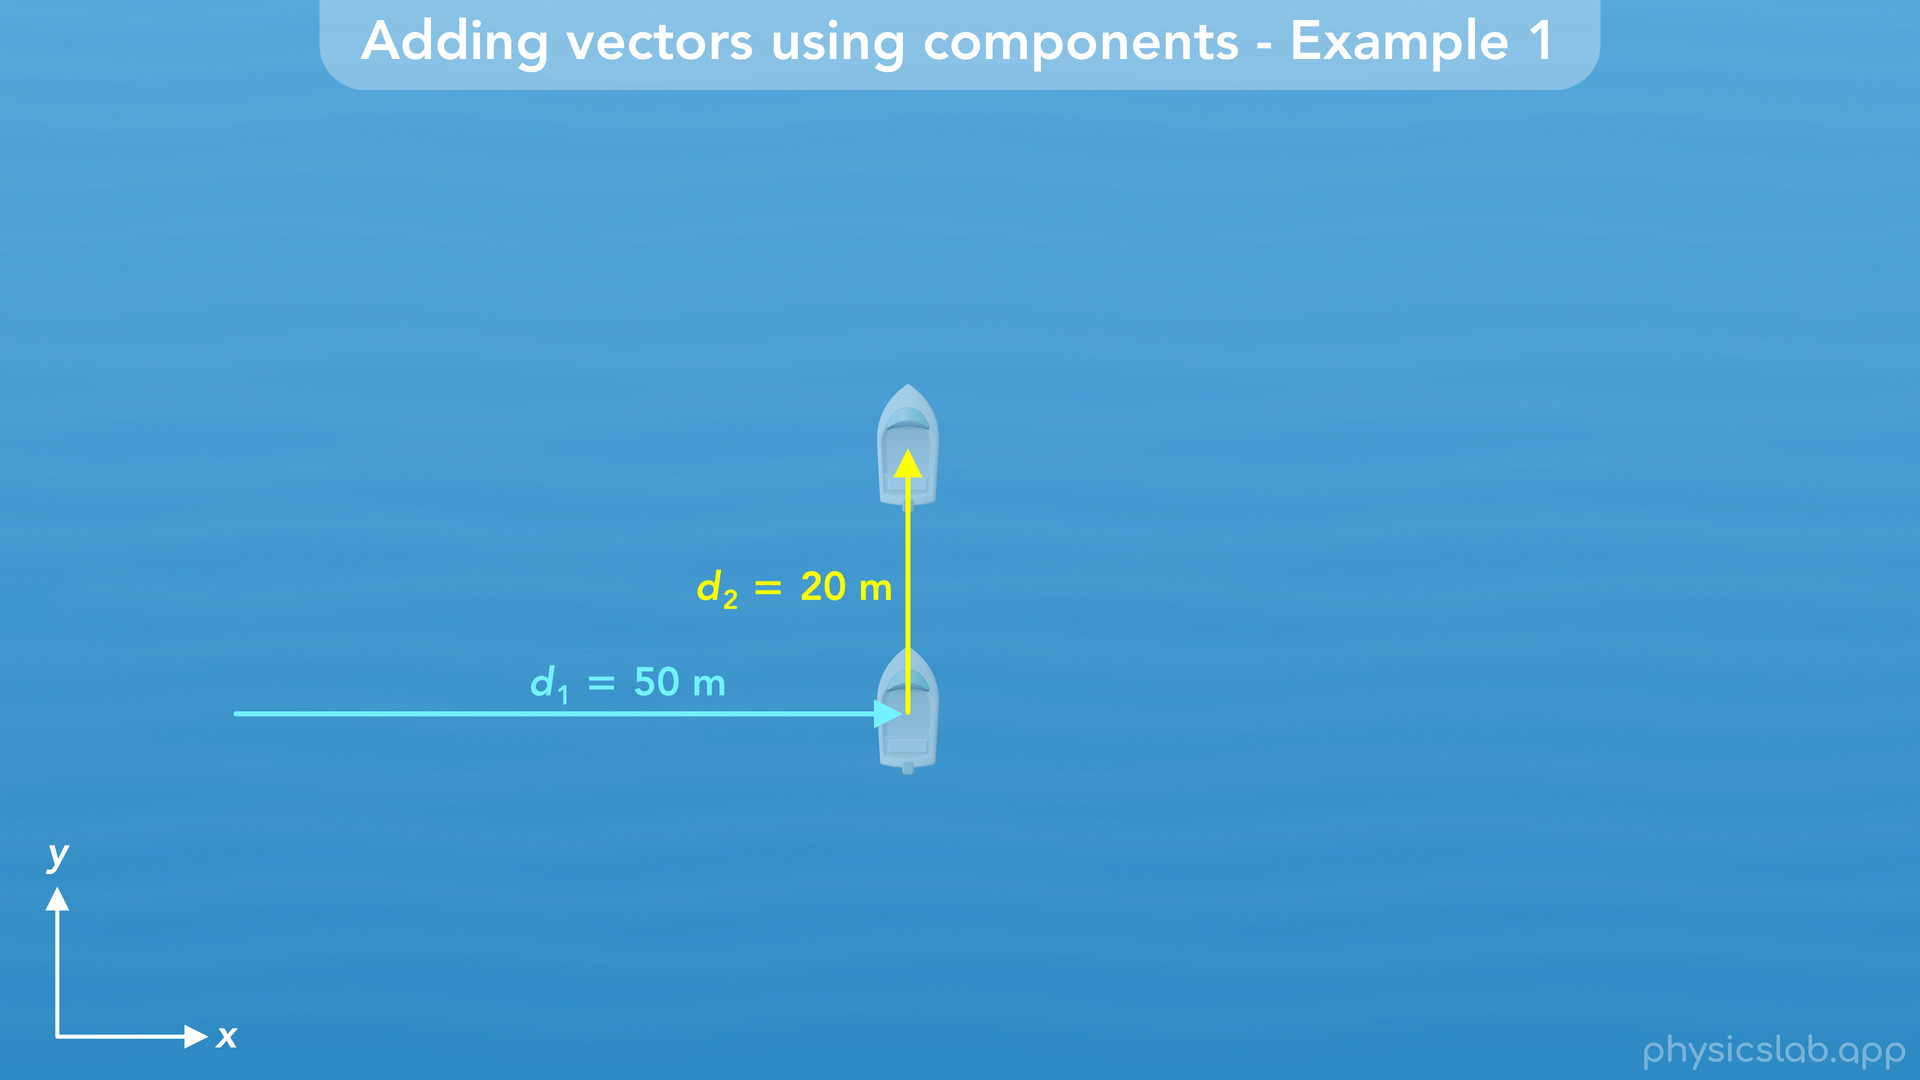 Adding vectors using components - Example 1
d₂ = 20 m
d₁ = 50 m
y
x
physicslab.app